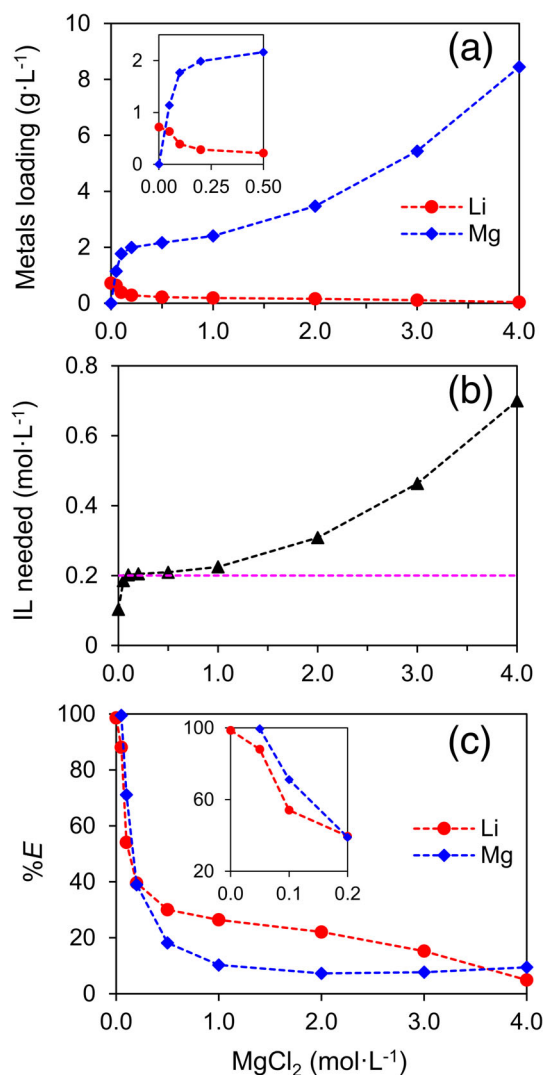 (a)
Metals loading (g·L⁻¹)
10
8
6
4
2
0
2
1
0
0.00 0.25 0.50
Li
Mg
0.0 1.0 2.0 3.0 4.0
(b)
IL needed (mol·L⁻¹)
0.8
0.6
0.4
0.2
0
0.0 1.0 2.0 3.0 4.0
(c)
%E
100
80
60
40
20
0
100
60
20
0.0 0.1 0.2
Li
Mg
0.0 1.0 2.0 3.0 4.0
MgCl₂ (mol·L⁻¹)